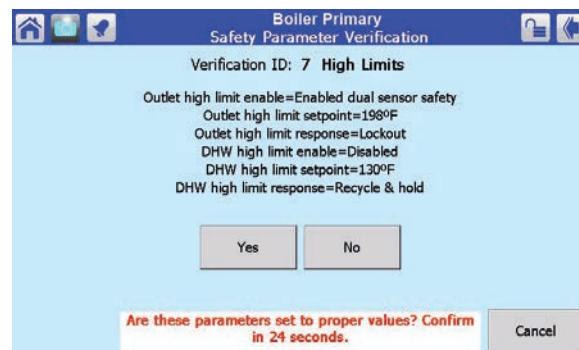 Boiler Primary
Safety Parameter Verification
Verification ID: 7 High Limits
Outlet high limit enable=Enabled dual sensor safety
Outlet high limit setpoint=198ºF
Outlet high limit response=Lockout
DHW high limit enable=Disabled
DHW high limit setpoint=130ºF
DHW high limit response=Recycle & hold
Yes No
Are these parameters set to proper values? Confirm
in 24 seconds.
Cancel